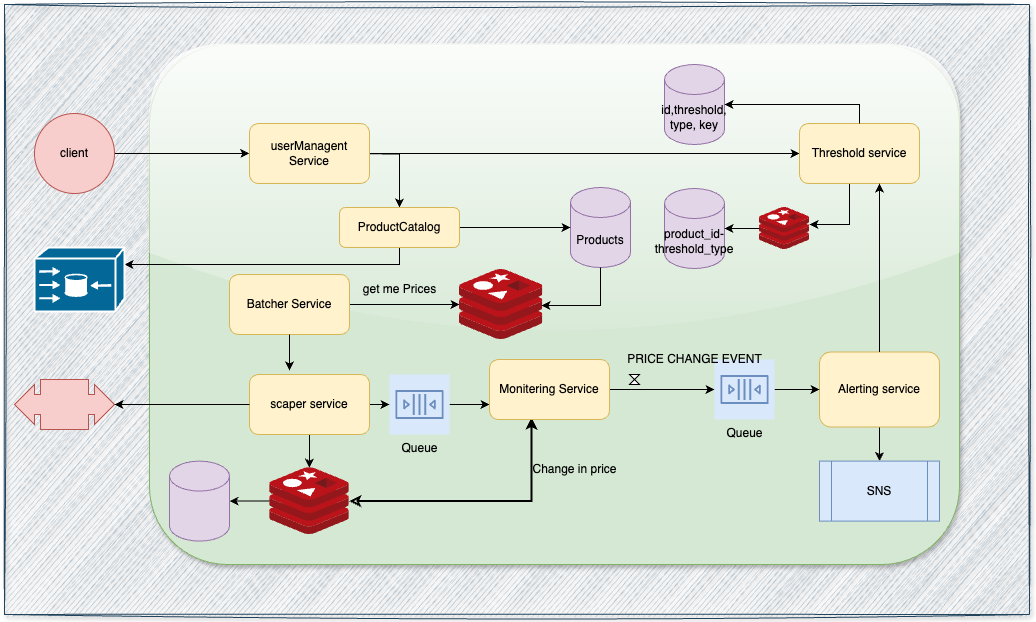 id,threshold,
type, key
client
userManagent
Service
Threshold service
ProductCatalog
Products
product_id-
threshold_type
get me Prices
Batcher Service
PRICE CHANGE EVENT
scaper service
Monitering Service
Alerting service
Queue
Queue
Change in price
SNS